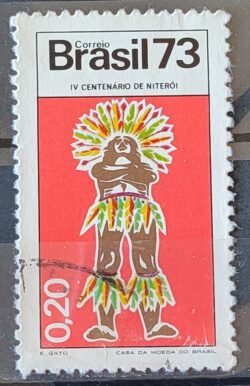 Correio
Brasil 73
IV CENTENÁRIO DE NITERÓI
0,20
E. GATO
CASA DA MOEDA DO BRASIL